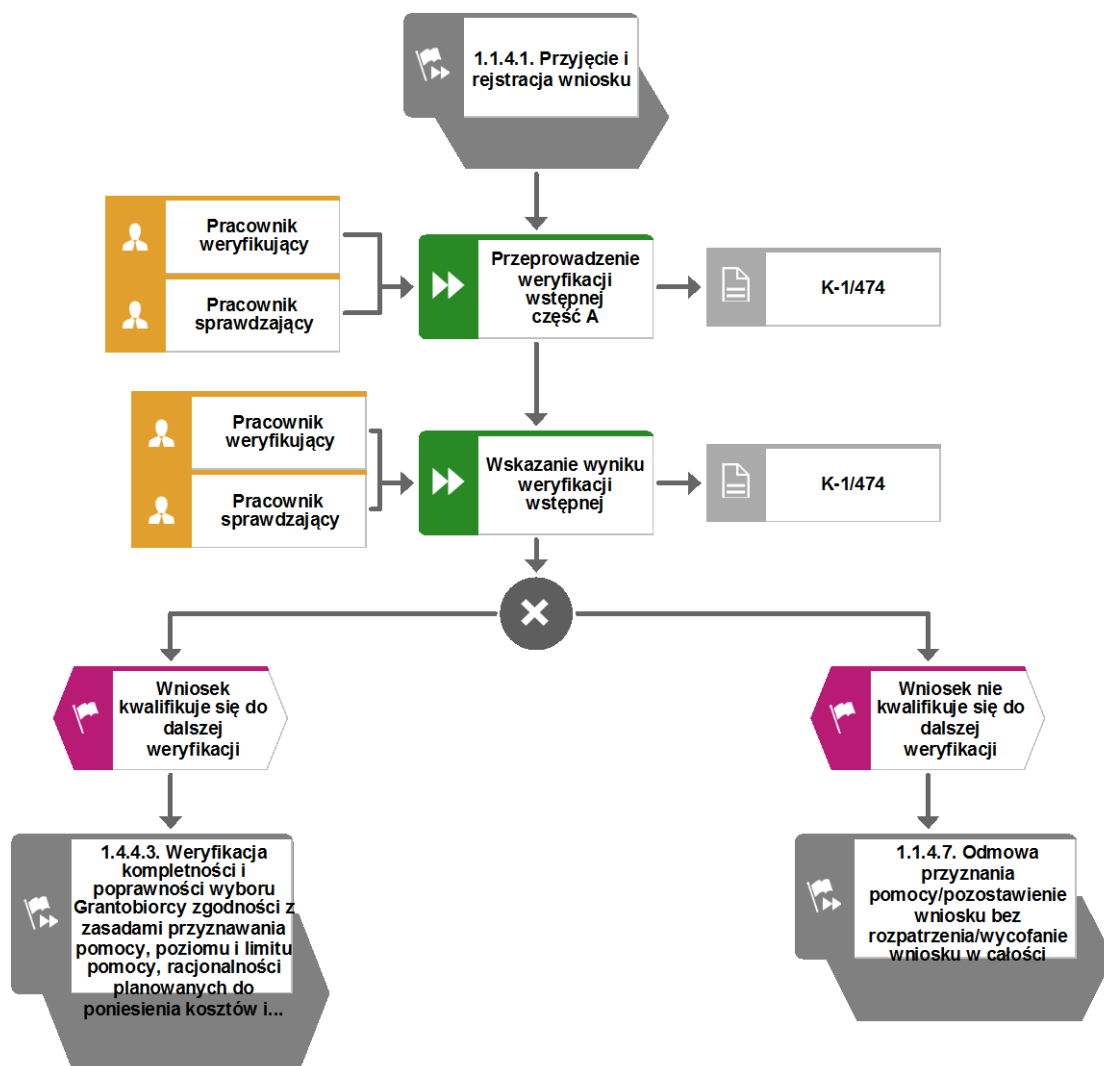 1.1.4.1. Przyjęcie i
rejstracja wniosku
Pracownik
weryfikujący
Pracownik
sprawdzający
Przeprowadzenie
weryfikacji
wstępnej
część A
K-1/474
Pracownik
weryfikujący
Pracownik
sprawdzający
Wskazanie wyniku
weryfikacji
wstępnej
K-1/474
Wniosek
kwalifikuje się do
dalszej
weryfikacji
Wniosek nie
kwalifikuje się do
dalszej
weryfikacji
1.4.4.3. Weryfikacja
kompletności i
poprawności wyboru
Grantobiorcy zgodności z
zasadami przyznawania
pomocy, poziomu i limitu
pomocy, racjonalności
planowanych do
poniesienia kosztów i...
1.1.4.7. Odmowa
przyznania
pomocy/pozostawienie
wniosku bez
rozpatrzenia/wycofanie
wniosku w całości